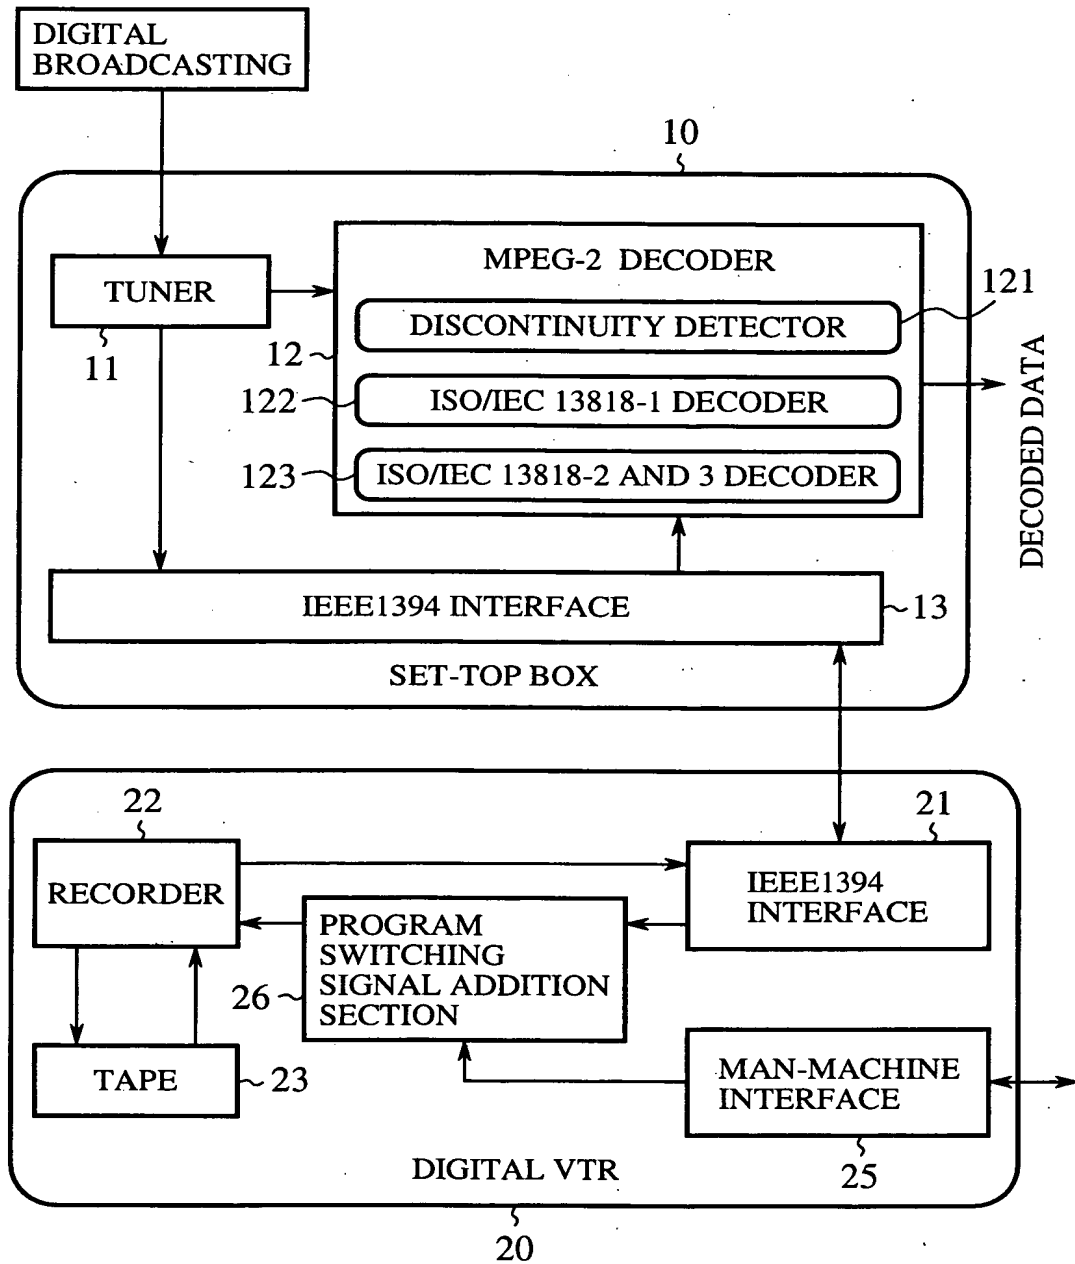 DIGITAL
BROADCASTING
10
MPEG-2 DECODER
TUNER
121
DISCONTINUITY DETECTOR
12
11
122
ISO/IEC 13818-1 DECODER
123
ISO/IEC 13818-2 AND 3 DECODER
DECODED DATA
IEEE1394 INTERFACE
13
SET-TOP BOX
22
21
RECORDER
IEEE1394
INTERFACE
PROGRAM
SWITCHING
SIGNAL ADDITION
SECTION
26
TAPE
23
MAN-MACHINE
INTERFACE
25
DIGITAL VTR
20